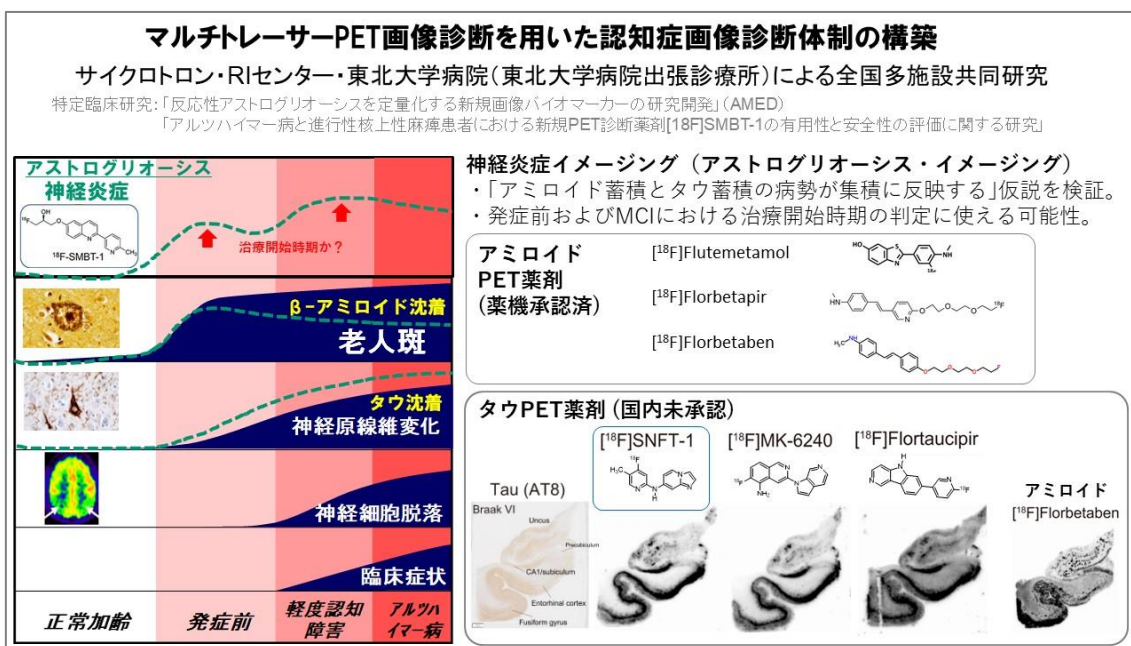 マルチトレーサーPET画像診断を用いた認知症画像診断体制の構築
サイクロトロン・RIセンター・東北大学病院(東北大学病院出張診療所)による全国多施設共同研究
特定臨床研究:「反応性アストログリオーシスを定量化する新規画像バイオマーカーの研究開発」(AMED)
「アルツハイマー病と進行性核上性麻痺患者における新規PET診断薬剤[18F]SMBT-1の有用性と安全性の評価に関する研究」
アストログリオーシス
神経炎症
¹⁸F
OH
O
N
N
CH₃
¹⁸F-SMBT-1
治療開始時期か?
β-アミロイド沈着
老人斑
タウ沈着
神経原線維変化
神経細胞脱落
臨床症状
正常加齢
発症前
軽度認知
障害
アルツハ
イマー病
神経炎症イメージング(アストログリオーシス・イメージング)
・「アミロイド蓄積とタウ蓄積の病勢が集積に反映する」仮説を検証。
・発症前およびMCIにおける治療開始時期の判定に使える可能性。
アミロイド
PET薬剤
(薬機承認済)
[¹⁸F]Flutemetamol
HO
S
N
NH
¹⁸F
[¹⁸F]Florbetapir
HN
N
O
O
O
¹⁸F
[¹⁸F]Florbetaben
H₃C
NH
O
O
O
F
タウPET薬剤 (国内未承認)
[¹⁸F]SNFT-1
¹⁸F
H₃C
N
N
H
N
N
[¹⁸F]MK-6240
N
N
N
¹⁸F
NH₂
[¹⁸F]Flortaucipir
H
N
N
N
¹⁸F
Tau (AT8)
Braak VI
Uncus
Presubiculum
CA1/subiculum
Entorhinal cortex
Fusiform gyrus
アミロイド
[¹⁸F]Florbetaben